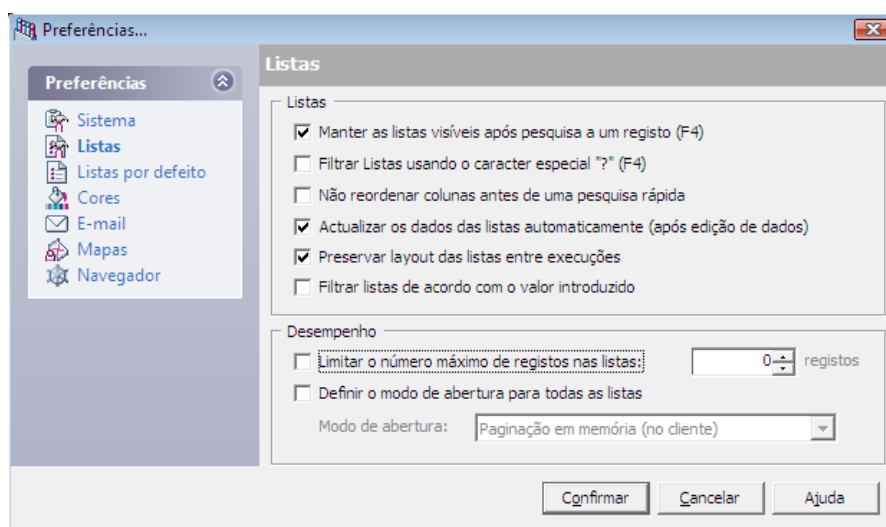 Preferências...
Preferências
Sistema
Listas
Listas por defeito
Cores
E-mail
Mapas
Navegador
Listas
Listas
Manter as listas visíveis após pesquisa a um registo (F4)
Filtrar Listas usando o caracter especial "?" (F4)
Não reordenar colunas antes de uma pesquisa rápida
Actualizar os dados das listas automaticamente (após edição de dados)
Preservar layout das listas entre execuções
Filtrar listas de acordo com o valor introduzido
Desempenho
Limitar o número máximo de registos nas listas: 0 registos
Definir o modo de abertura para todas as listas
Modo de abertura: Paginação em memória (no cliente)
Confirmar Cancelar Ajuda